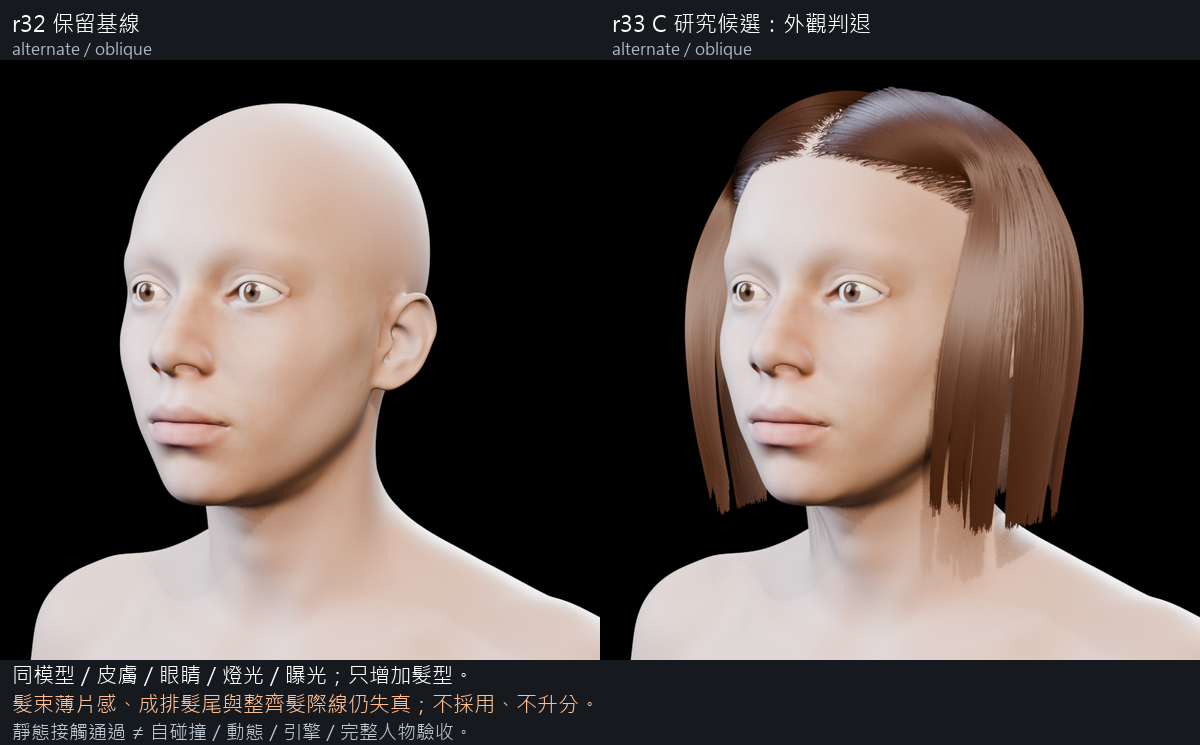 r32 保留基線
alternate / oblique
r33 C 研究候選：外觀判退
alternate / oblique
同模型 / 皮膚 / 眼睛 / 燈光 / 曝光；只增加髮型。
髮束薄片感、成排髮尾與整齊髮際線仍失真；不採用、不升分。
靜態接觸通過 ≠ 自碰撞 / 動態 / 引擎 / 完整人物驗收。